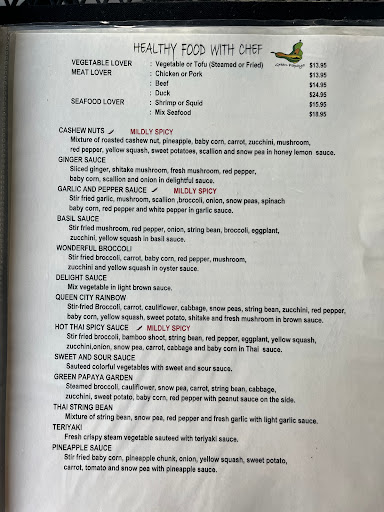 HEALTHY FOOD WITH CHEF
VEGETABLE LOVER : Vegetable or Tofu (Steamed or Fried) $13.95
MEAT LOVER : Chicken or Pork $13.95
: Beef $14.95
: Duck $24.95
SEAFOOD LOVER : Shrimp or Squid $15.95
: Mix Seafood $18.95
CASHEW NUTS MILDLY SPICY
Mixture of roasted cashew nut, pineapple, baby corn, carrot, zucchini, mushroom,
red pepper, yellow squash, sweet potatoes, scallion and snow pea in honey lemon sauce.
GINGER SAUCE
Sliced ginger, shitake mushroom, fresh mushroom, red pepper,
baby corn, scallion and onion in delightful sauce.
GARLIC AND PEPPER SAUCE MILDLY SPICY
Stir fried garlic, mushroom, scallion ,broccoli, onion, snow peas, spinach
baby corn, red pepper and white pepper in garlic sauce.
BASIL SAUCE
Stir fried mushroom, red pepper, onion, string bean, broccoli, eggplant,
zucchini, yellow squash in basil sauce.
WONDERFUL BROCCOLI
Stir fried broccoli, carrot, baby corn, red pepper, mushroom,
zucchini and yellow squash in oyster sauce.
DELIGHT SAUCE
Mix vegetable in light brown sauce.
QUEEN CITY RAINBOW
Stir-fried Broccoli, carrot, cauliflower, cabbage, snow peas, string bean, zucchini, red pepper,
baby corn, yellow squash, sweet potato, shitake and fresh mushroom in brown sauce.
HOT THAI SPICY SAUCE MILDLY SPICY
Stir fried broccoli, bamboo shoot, string bean, red pepper, eggplant, yellow squash,
zucchini,onion, snow pea, carrot, cabbage and baby corn in Thai sauce.
SWEET AND SOUR SAUCE
Sauteed colorful vegetables with sweet and sour sauce.
GREEN PAPAYA GARDEN
Steamed broccoli, cauliflower, snow pea, carrot, string bean, cabbage,
zucchini, sweet potato, baby corn, red pepper with peanut sauce on the side.
THAI STRING BEAN
Mixture of string bean, snow pea, red pepper and fresh garlic with light garlic sauce.
TERIYAKI
Fresh crispy steam vegetable sauteed with teriyaki sauce.
PINEAPPLE SAUCE
Stir fried baby corn, pineapple chunk, onion, yellow squash, sweet potato,
carrot, tomato and snow pea with pineapple sauce.